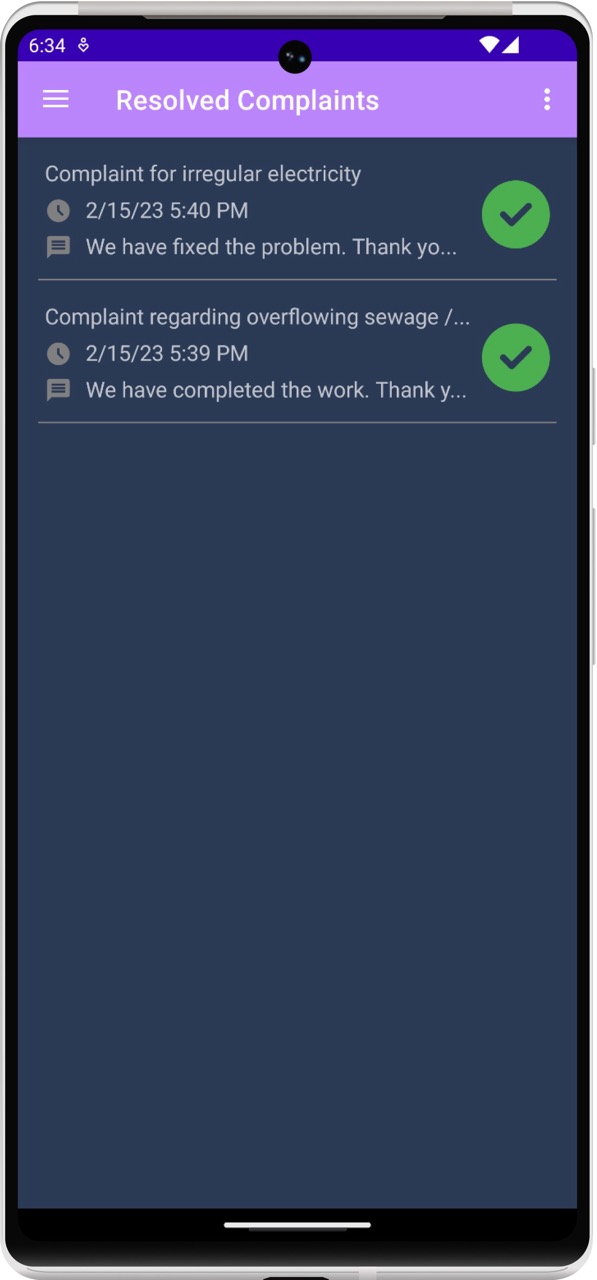 6:34
Resolved Complaints
Complaint for irregular electricity
2/15/23 5:40 PM
We have fixed the problem. Thank yo...
Complaint regarding overflowing sewage /...
2/15/23 5:39 PM
We have completed the work. Thank y...